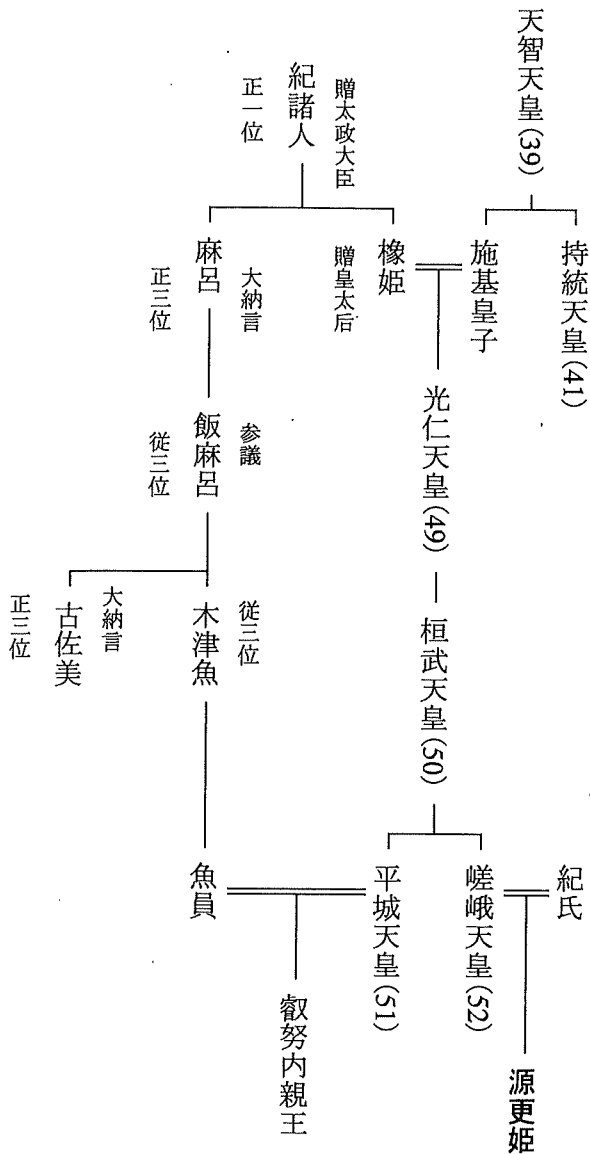 天智天皇(39)
持統天皇(41)
施基皇子
贈太政大臣
紀諸人
正一位
橡姫
贈皇太后
大納言
麻呂
正三位
光仁天皇(49)
参議
飯麻呂
従三位
桓武天皇(50)
従三位
木津魚
大納言
古佐美
正三位
紀氏
嵯峨天皇(52)
平城天皇(51)
魚員
源更姫
叡努内親王